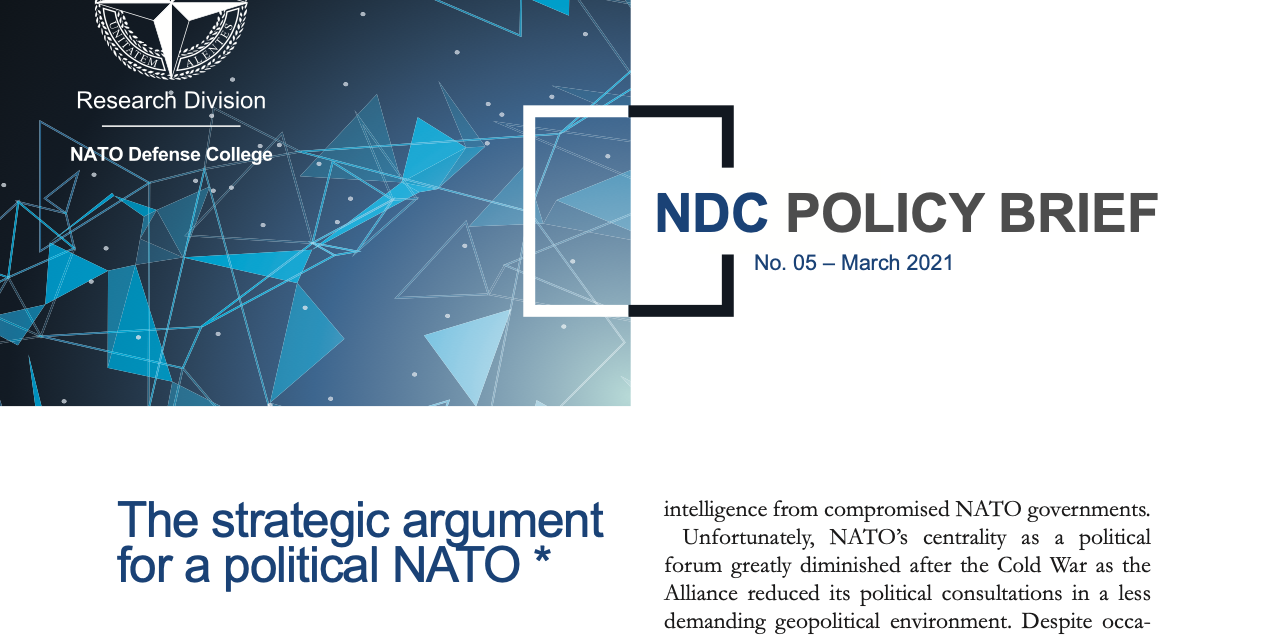 UNITATEM ALENTES
Research Division
NATO Defense College
NDC POLICY BRIEF
No. 05 – March 2021
The strategic argument
for a political NATO *
intelligence from compromised NATO governments.
Unfortunately, NATO’s centrality as a political
forum greatly diminished after the Cold War as the
Alliance reduced its political consultations in a less
demanding geopolitical environment. Despite occa-